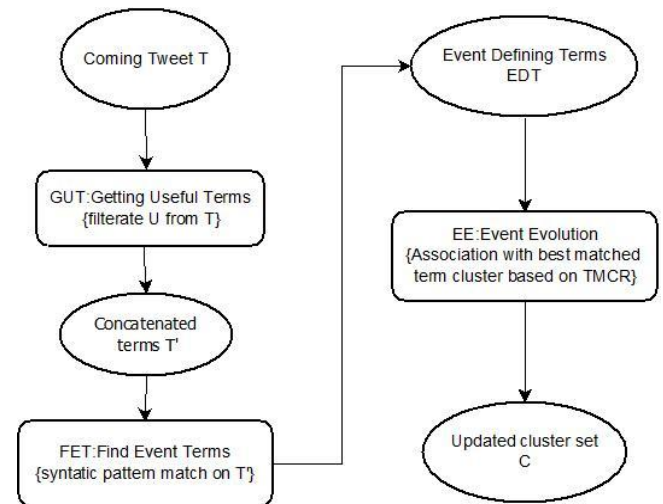 Coming Tweet T
GUT:Getting Useful Terms
{filterate U from T}
Concatenated
terms T'
FET:Find Event Terms
{syntatic pattern match on T'}
Event Defining Terms
EDT
EE:Event Evolution
{Association with best matched
term cluster based on TMCR}
Updated cluster set
C